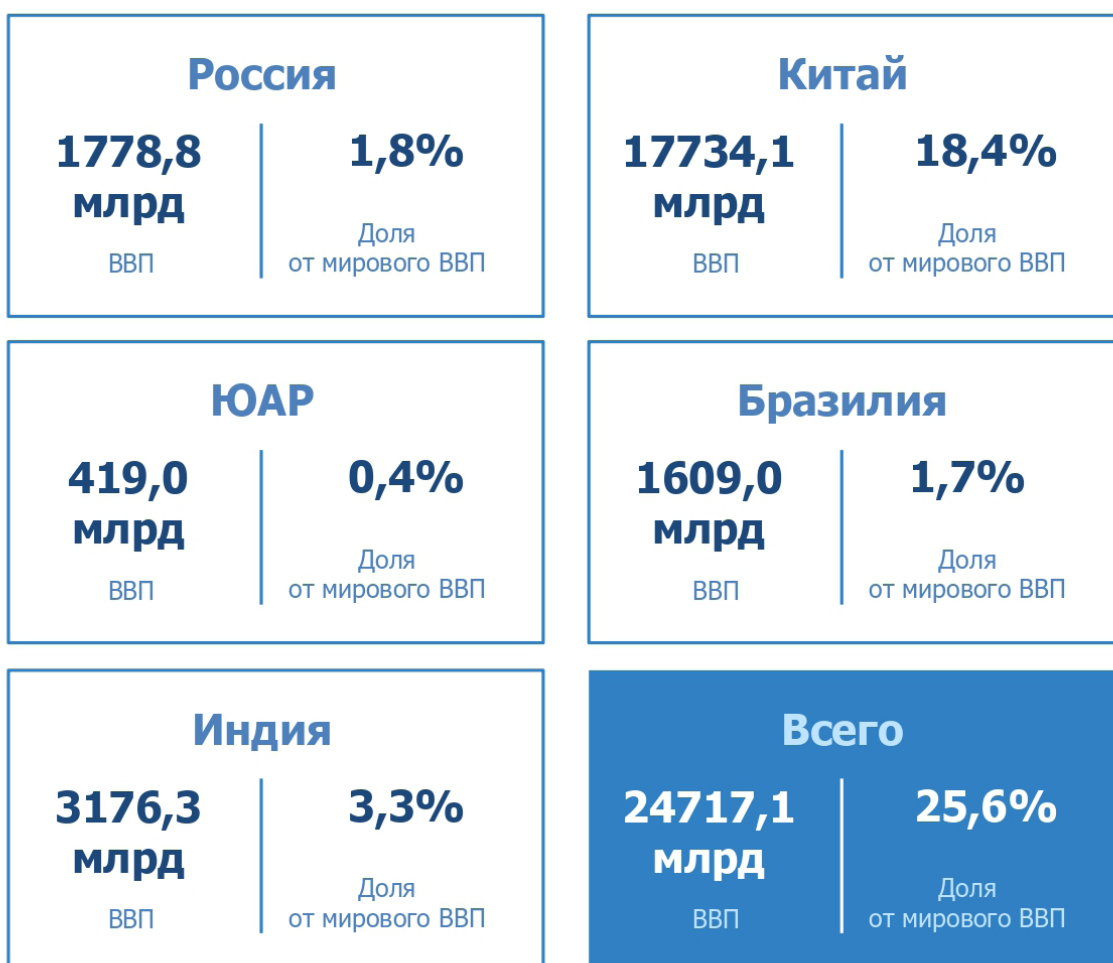 Россия
1778,8
млрд
ВВП
1,8%
Доля
от мирового ВВП
Китай
17734,1
млрд
ВВП
18,4%
Доля
от мирового ВВП
ЮАР
419,0
млрд
ВВП
0,4%
Доля
от мирового ВВП
Бразилия
1609,0
млрд
ВВП
1,7%
Доля
от мирового ВВП
Индия
3176,3
млрд
ВВП
3,3%
Доля
от мирового ВВП
Всего
24717,1
млрд
ВВП
25,6%
Доля
от мирового ВВП